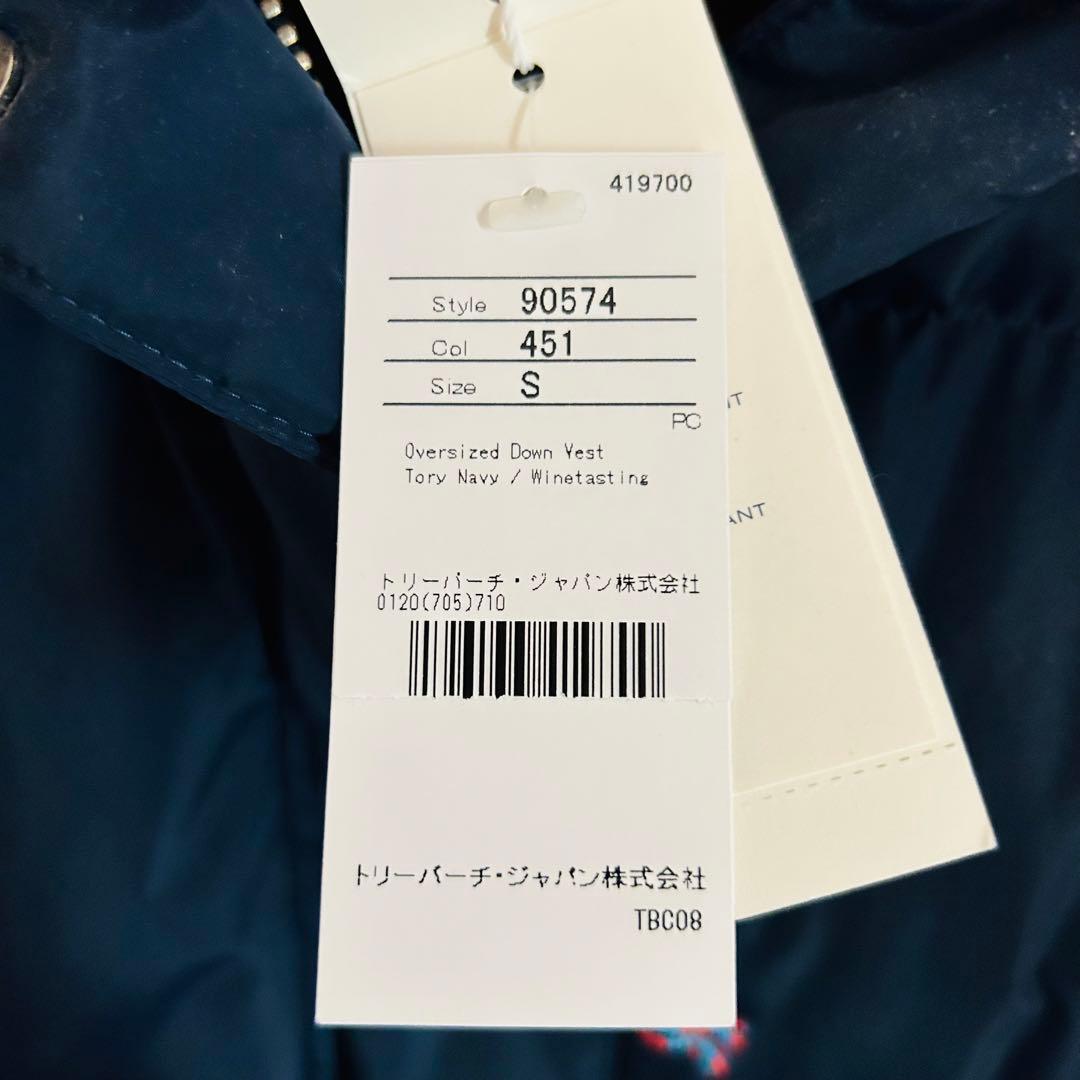 419700
Style 90574
Col 451
Size S
PC
Oversized Down Vest
Tory Navy / Winetasting
トリーバーチ・ジャパン株式会社
0120(705)710
トリーバーチ・ジャパン株式会社
TBC08